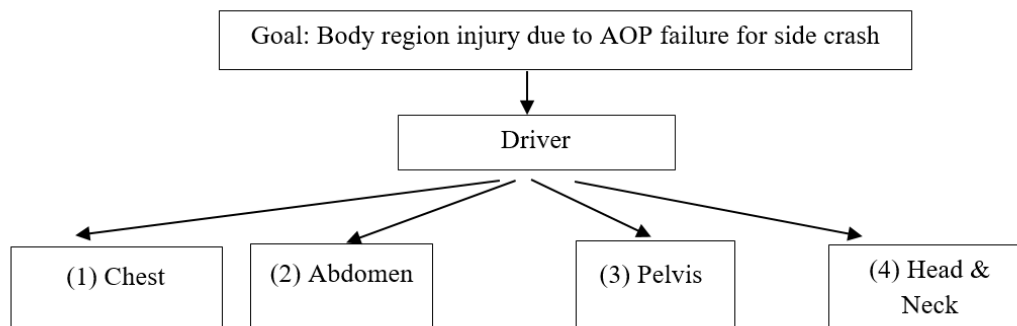 Goal: Body region injury due to AOP failure for side crash
Driver
(1) Chest
(2) Abdomen
(3) Pelvis
(4) Head &
Neck